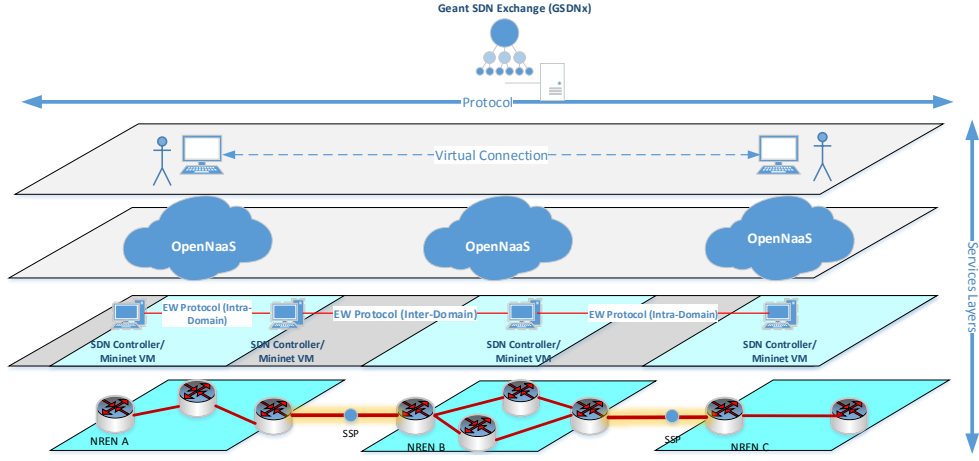 Geant SDN Exchange (GSDNx)
Protocol
Virtual Connection
OpenNaaS
OpenNaaS
OpenNaaS
Services Layers
EW Protocol (Intra-
Domain)
EW Protocol (Inter-Domain)
EW Protocol (Intra-Domain)
SDN Controller/
Mininet VM
SDN Controller/
Mininet VM
SDN Controller/
Mininet VM
SDN Controller/
Mininet VM
NREN A
SSP
NREN B
SSP
NREN C